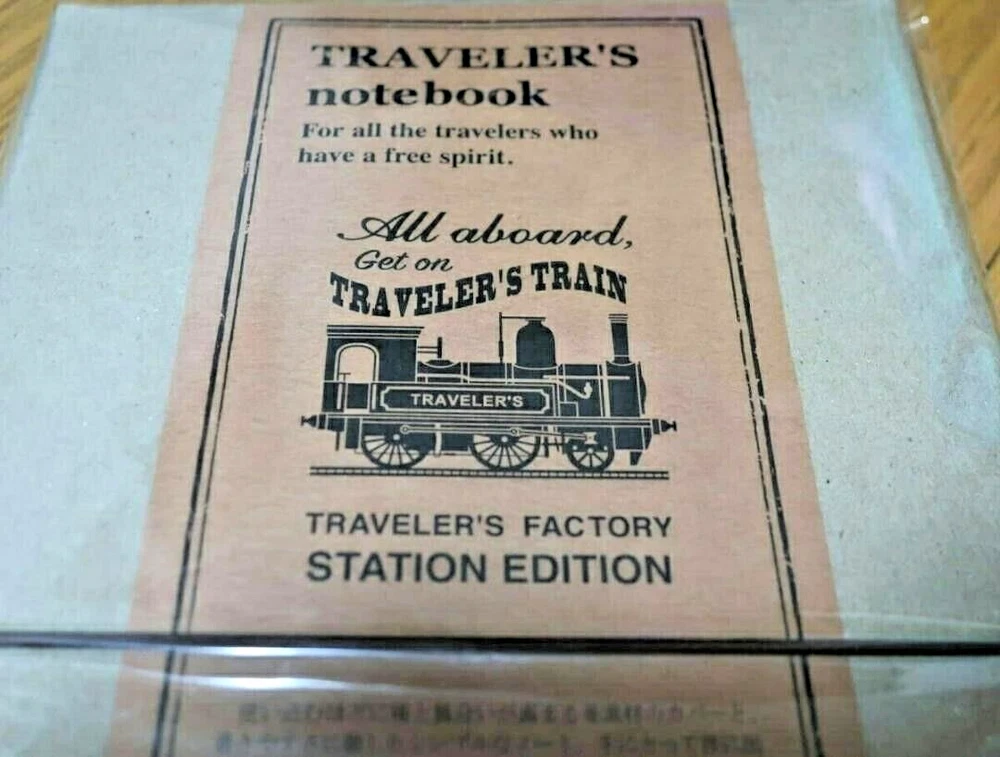 TRAVELER'S
notebook
For all the travelers who
have a free spirit.
All aboard,
Get on
TRAVELER'S TRAIN
TRAVELER'S
TRAVELER'S FACTORY
STATION EDITION